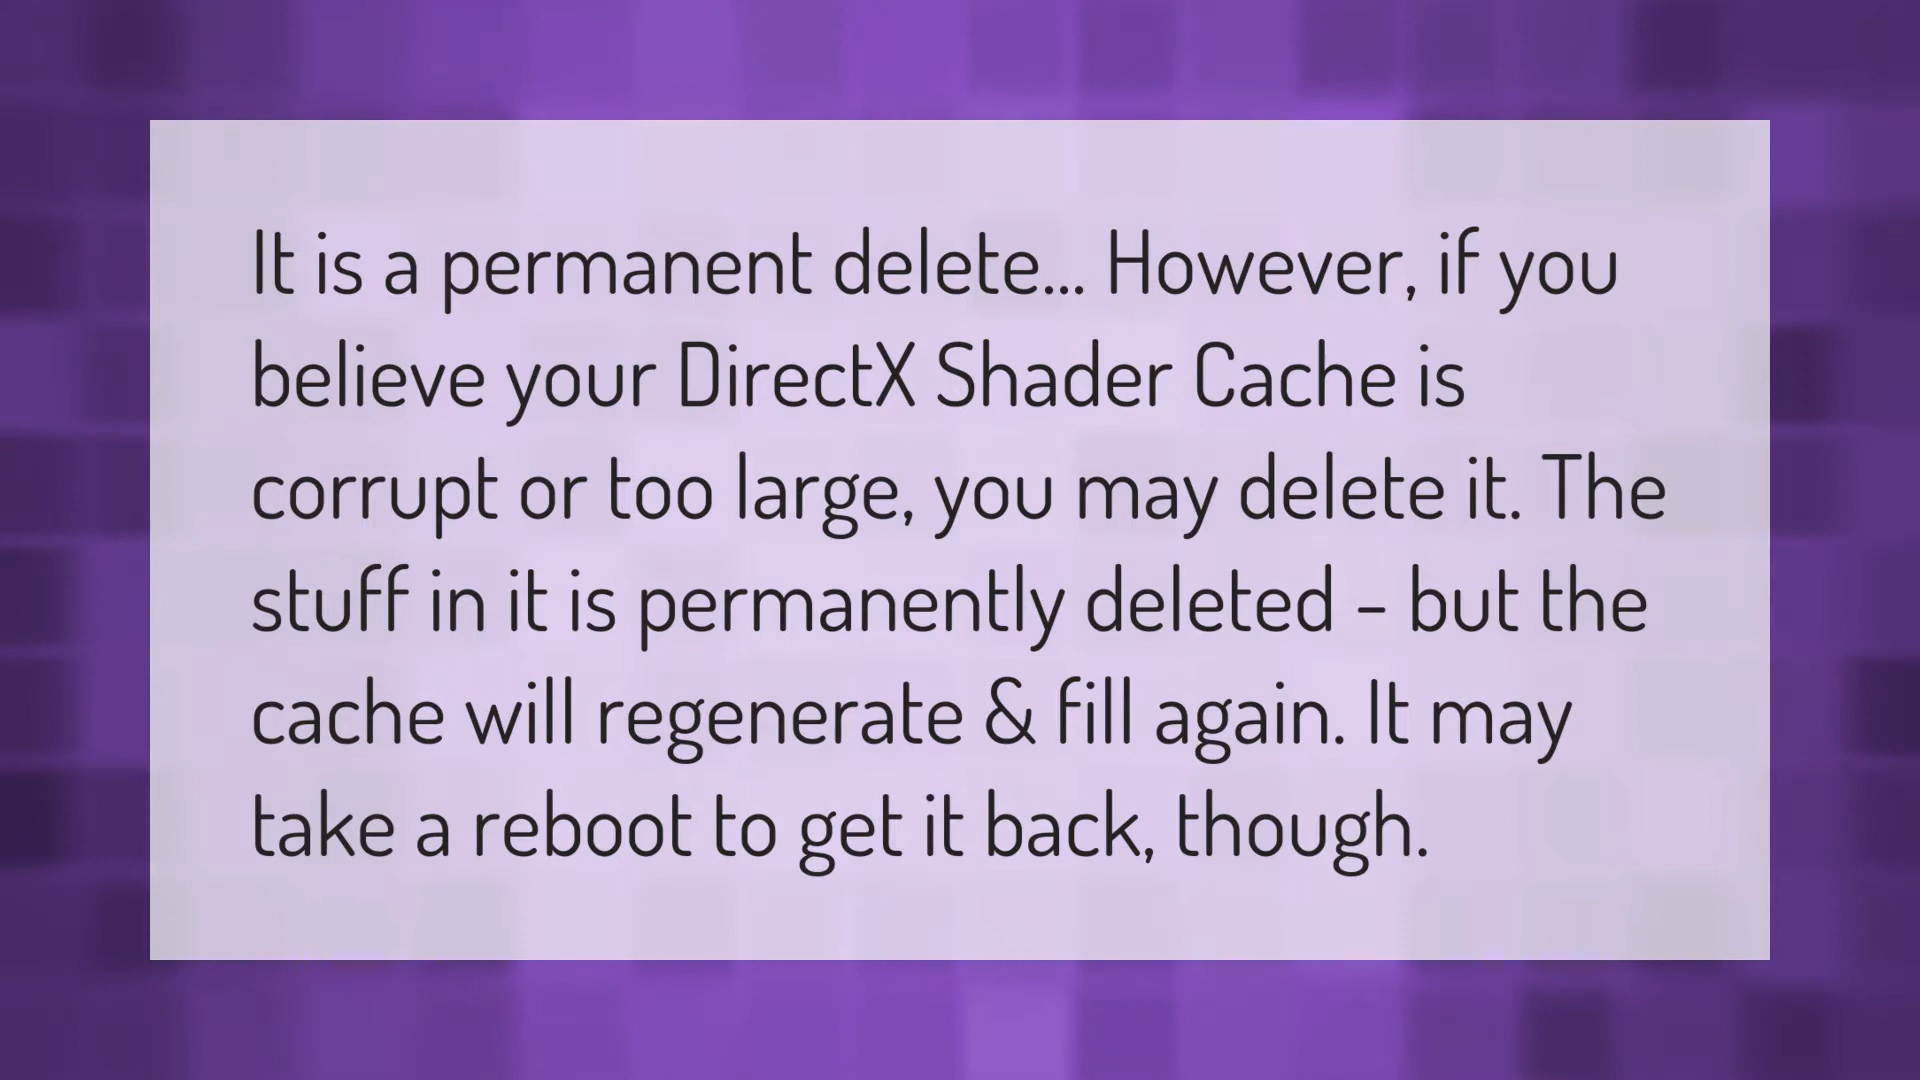 It is a permanent delete... However, if you
believe your DirectX Shader Cache is
corrupt or too large, you may delete it. The
stuff in it is permanently deleted - but the
cache will regenerate & fill again. It may
take a reboot to get it back, though.